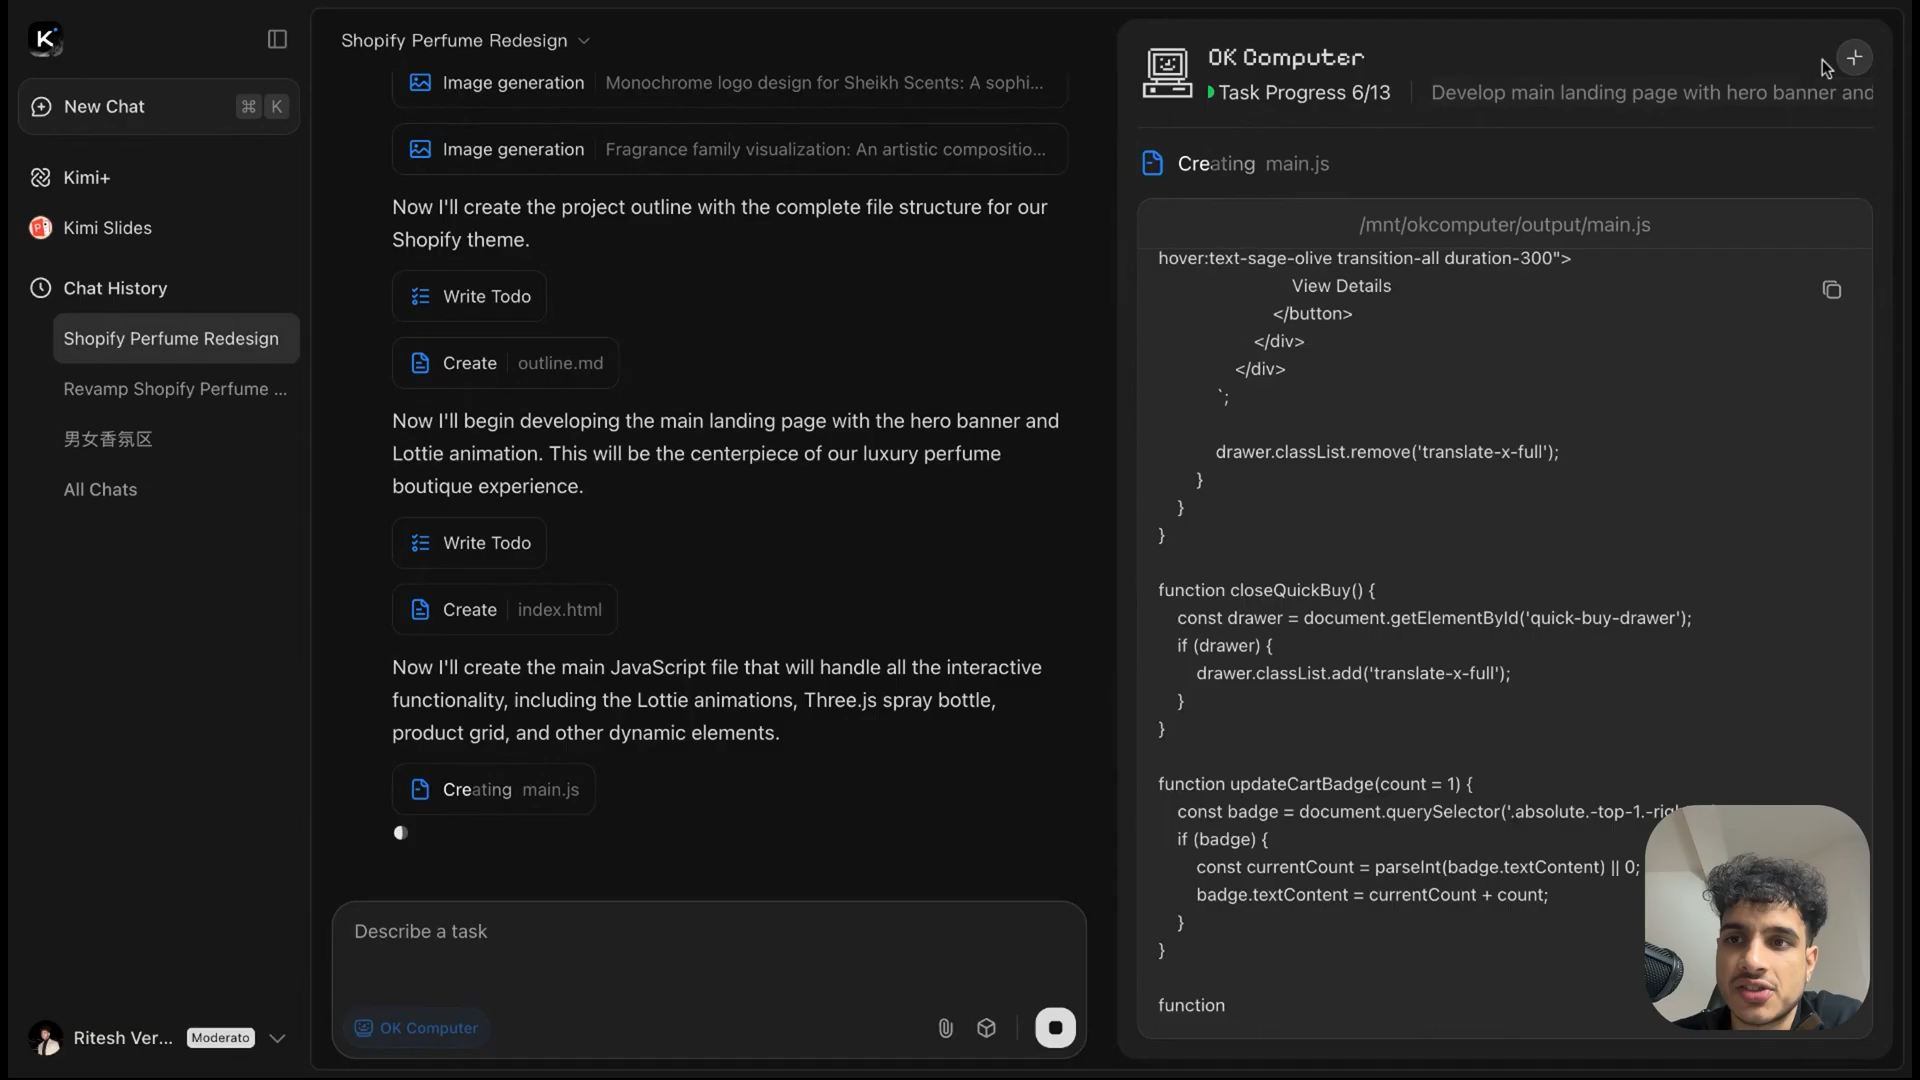 K
New Chat
⌘ K
Kimi+
Kimi Slides
Chat History
Shopify Perfume Redesign
Revamp Shopify Perfume ...
男女香氛区
All Chats
Ritesh Ver...
Moderato
Shopify Perfume Redesign
Image generation Monochrome logo design for Sheikh Scents: A sophi...
Image generation Fragrance family visualization: An artistic compositio...
Now I'll create the project outline with the complete file structure for our
Shopify theme.
Write Todo
Create outline.md
Now I'll begin developing the main landing page with the hero banner and
Lottie animation. This will be the centerpiece of our luxury perfume
boutique experience.
Write Todo
Create index.html
Now I'll create the main JavaScript file that will handle all the interactive
functionality, including the Lottie animations, Three.js spray bottle,
product grid, and other dynamic elements.
Creating main.js
Describe a task
OK Computer
OK Computer
Task Progress 6/13 Develop main landing page with hero banner and
Creating main.js
/mnt/okcomputer/output/main.js
hover:text-sage-olive transition-all duration-300">
View Details
</button>
</div>
</div>
`;
drawer.classList.remove('translate-x-full');
}
}
}
function closeQuickBuy() {
const drawer = document.getElementById('quick-buy-drawer');
if (drawer) {
drawer.classList.add('translate-x-full');
}
}
function updateCartBadge(count = 1) {
const badge = document.querySelector('.absolute.-top-1.-
if (badge) {
const currentCount = parseInt(badge.textContent) || 0;
badge.textContent = currentCount + count;
}
}
function